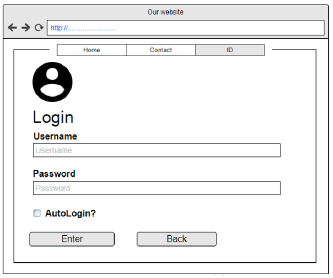 Our website
http://........................
Home Contact ID
Login
Username
Username
Password
Password
AutoLogin?
Enter Back